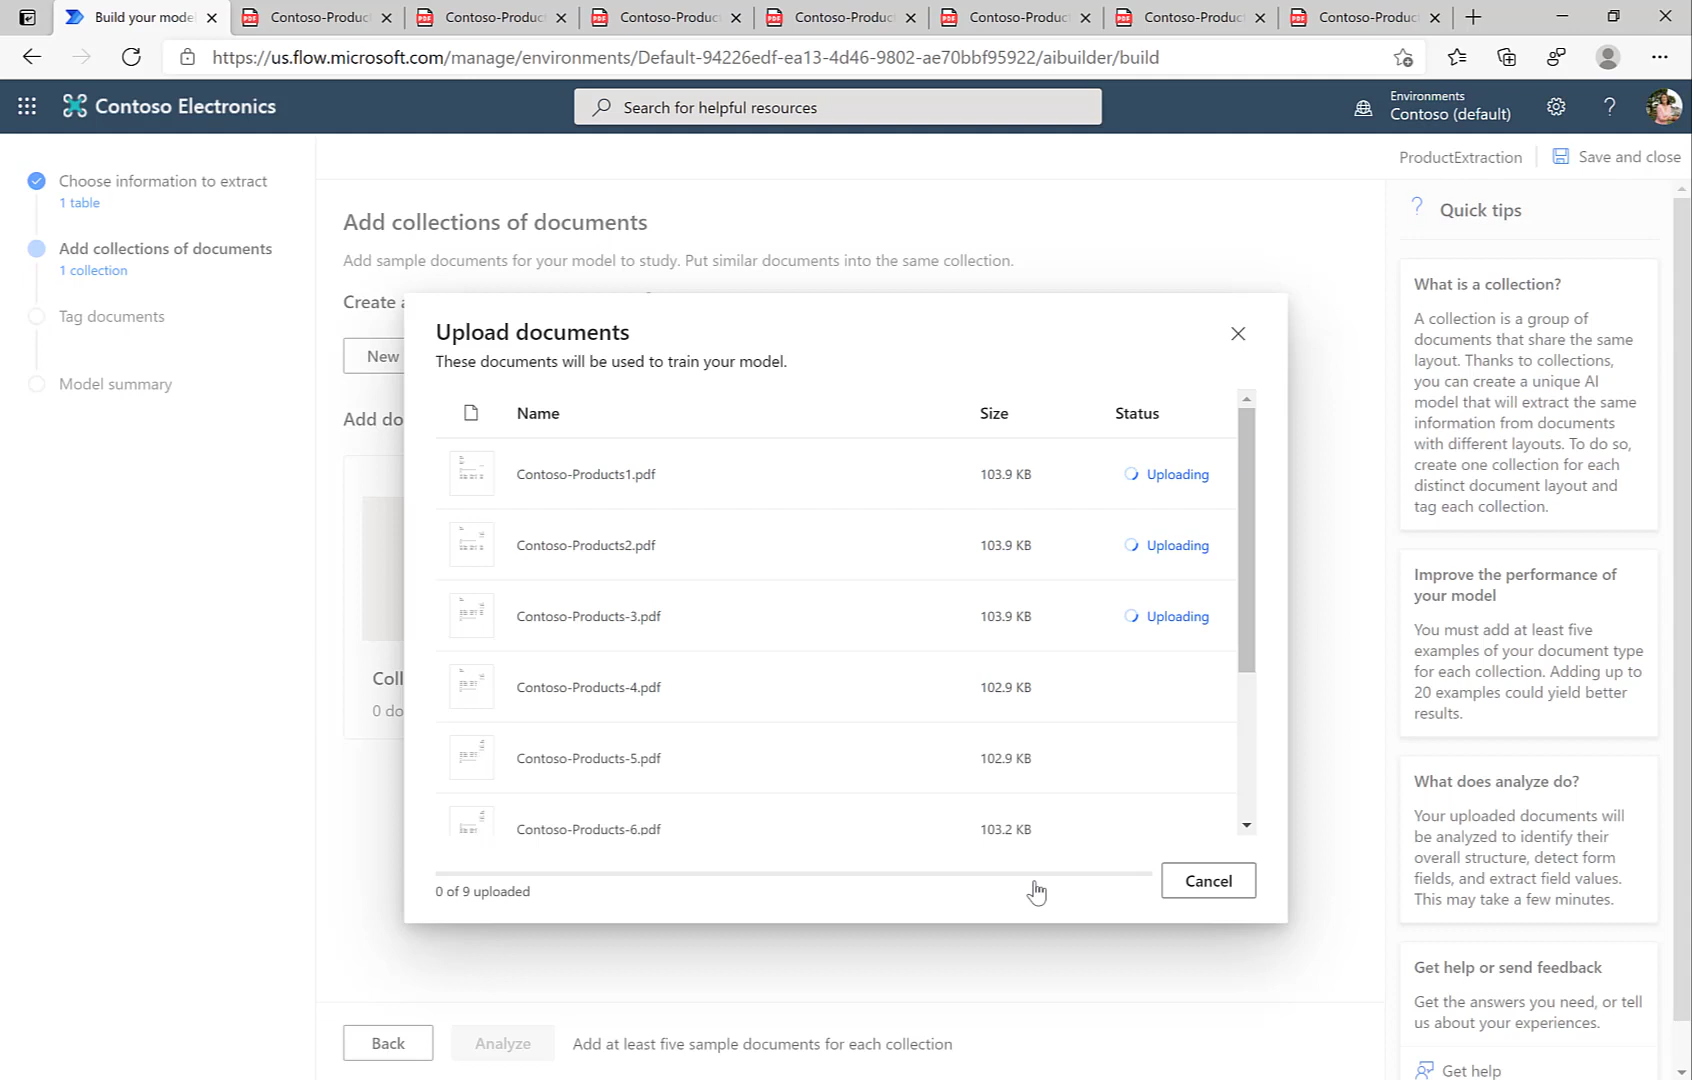 Build your mode
Contoso-Produc
Contoso-Produc
Contoso-Produc
Contoso-Produc
Contoso-Produc
Contoso-Produc
Contoso-Produc
https://us.flow.microsoft.com/manage/environments/Default-94226edf-ea13-4d46-9802-ae70bbf95922/aibuilder/build
Contoso Electronics
Search for helpful resources
Environments
Contoso (default)
ProductExtraction
Save and close
Choose information to extract
1 table
Add collections of documents
1 collection
Tag documents
Model summary
Add collections of documents
Add sample documents for your model to study. Put similar documents into the same collection.
Create a
New
Add do
Coll
0 do
Upload documents
These documents will be used to train your model.
Name Size Status
Contoso-Products1.pdf 103.9 KB Uploading
Contoso-Products2.pdf 103.9 KB Uploading
Contoso-Products-3.pdf 103.9 KB Uploading
Contoso-Products-4.pdf 102.9 KB
Contoso-Products-5.pdf 102.9 KB
Contoso-Products-6.pdf 103.2 KB
0 of 9 uploaded
Cancel
Back
Analyze
Add at least five sample documents for each collection
Quick tips
What is a collection?
A collection is a group of
documents that share the same
layout. Thanks to collections,
you can create a unique AI
model that will extract the same
information from documents
with different layouts. To do so,
create one collection for each
distinct document layout and
tag each collection.
Improve the performance of
your model
You must add at least five
examples of your document type
for each collection. Adding up to
20 examples could yield better
results.
What does analyze do?
Your uploaded documents will
be analyzed to identify their
overall structure, detect form
fields, and extract field values.
This may take a few minutes.
Get help or send feedback
Get the answers you need, or tell
us about your experiences.
Get help